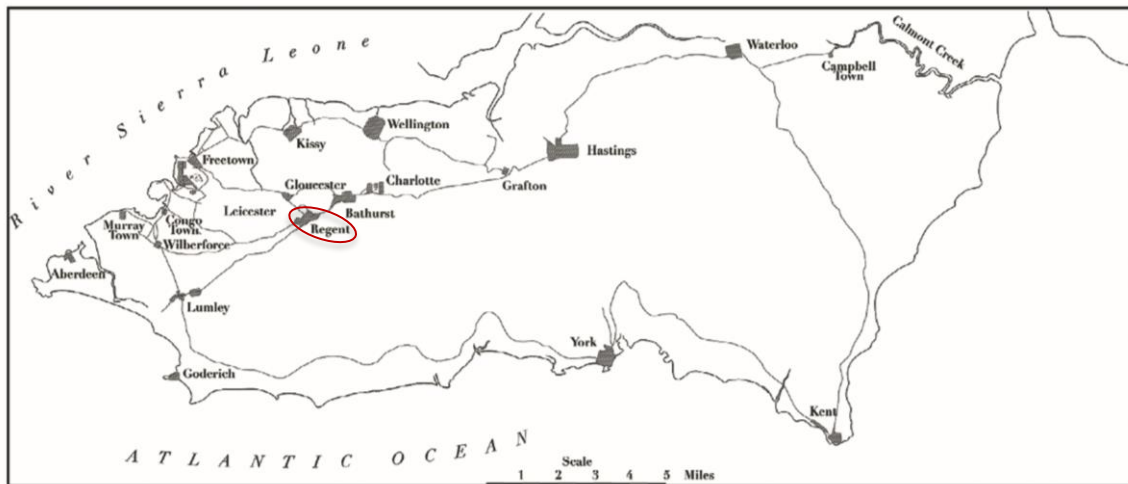 River Sierra Leone
Waterloo
Calmont Creek
Campbell
Town
Wellington
Kissy
Freetown
Hastings
Grafton
Charlotte
Gloucester
Bathurst
Leicester
Regent
Congo
Town
Murray
Town
Wilberforce
Aberdeen
Lumley
York
Goderich
Kent
ATLANTIC OCEAN
Scale
1 2 3 4 5 Miles